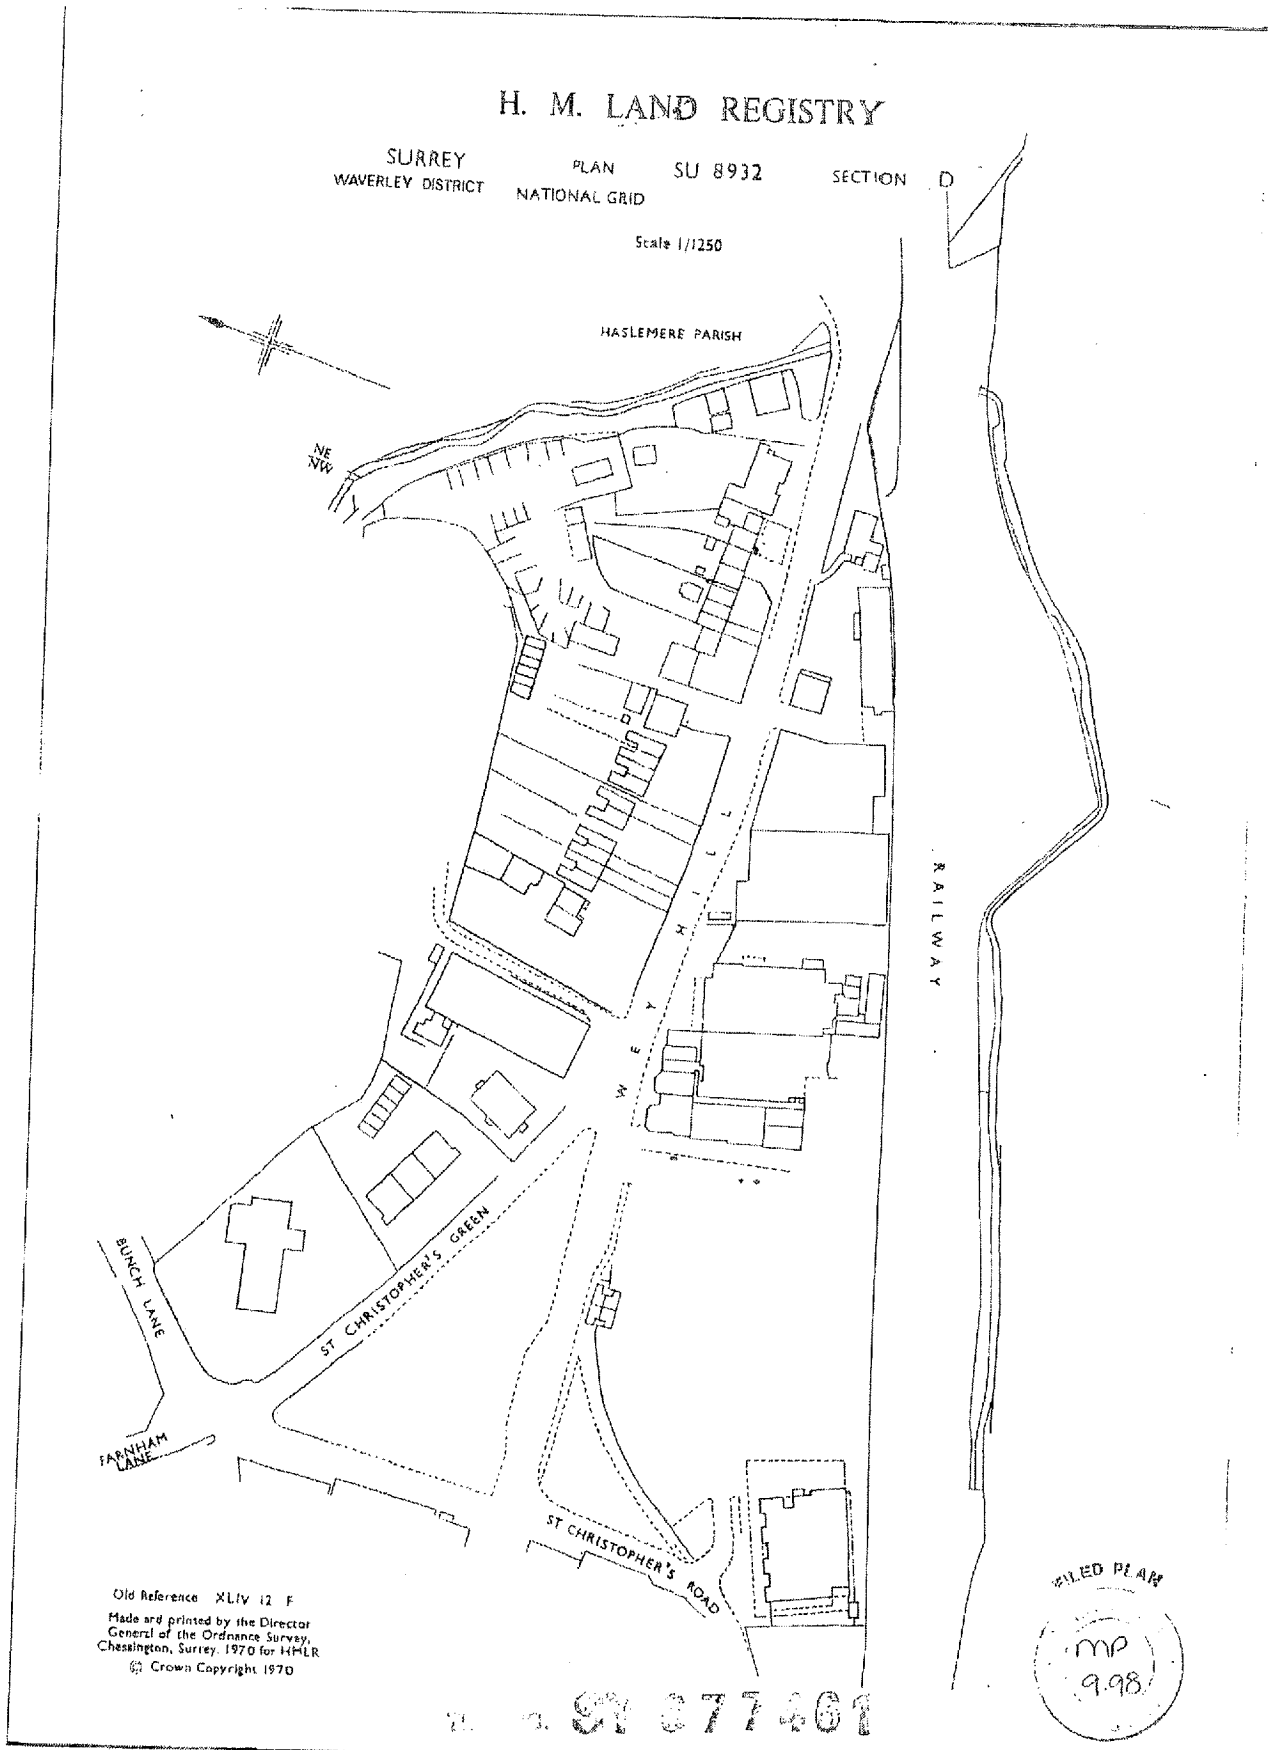 H. M. LAND REGISTRY
SURREY PLAN SU 8932 SECTION D
WAVERLEY DISTRICT NATIONAL GRID
Scale 1/1250
HASLEMERE PARISH
NE
NW
WEY HILL
RAILWAY
BUNCH LANE
ST CHRISTOPHER'S GREEN
FARNHAM
LANE
ST CHRISTOPHER'S ROAD
Old Reference XLIV 12 F
Made and printed by the Director
General of the Ordnance Survey,
Chessington, Surrey. 1970 for HMLR
© Crown Copyright 1970
FILED PLAN
MP
9.98
SY 677461